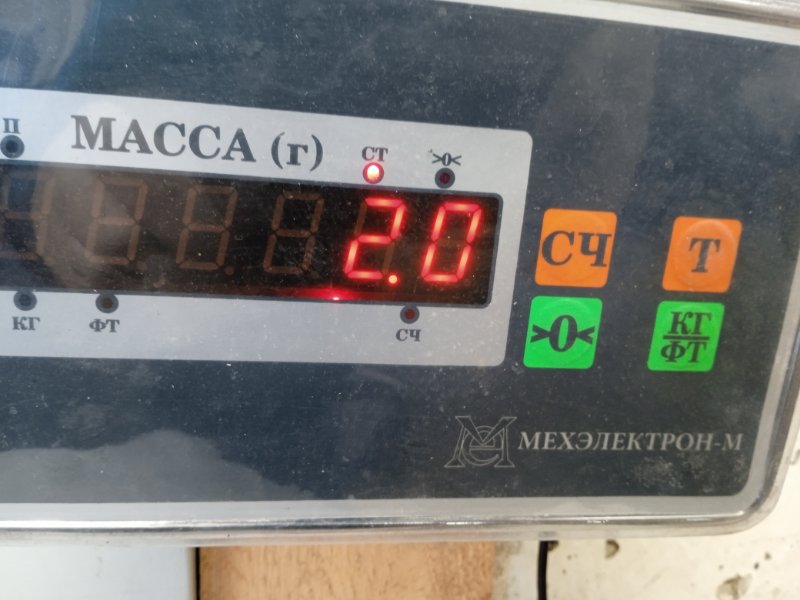 П
МАССА (г)
СТ
>0<
2.0
КГ
ФТ
СЧ
СЧ
Т
>0<
КГ
ФТ
МЕХЭЛЕКТРОН-М